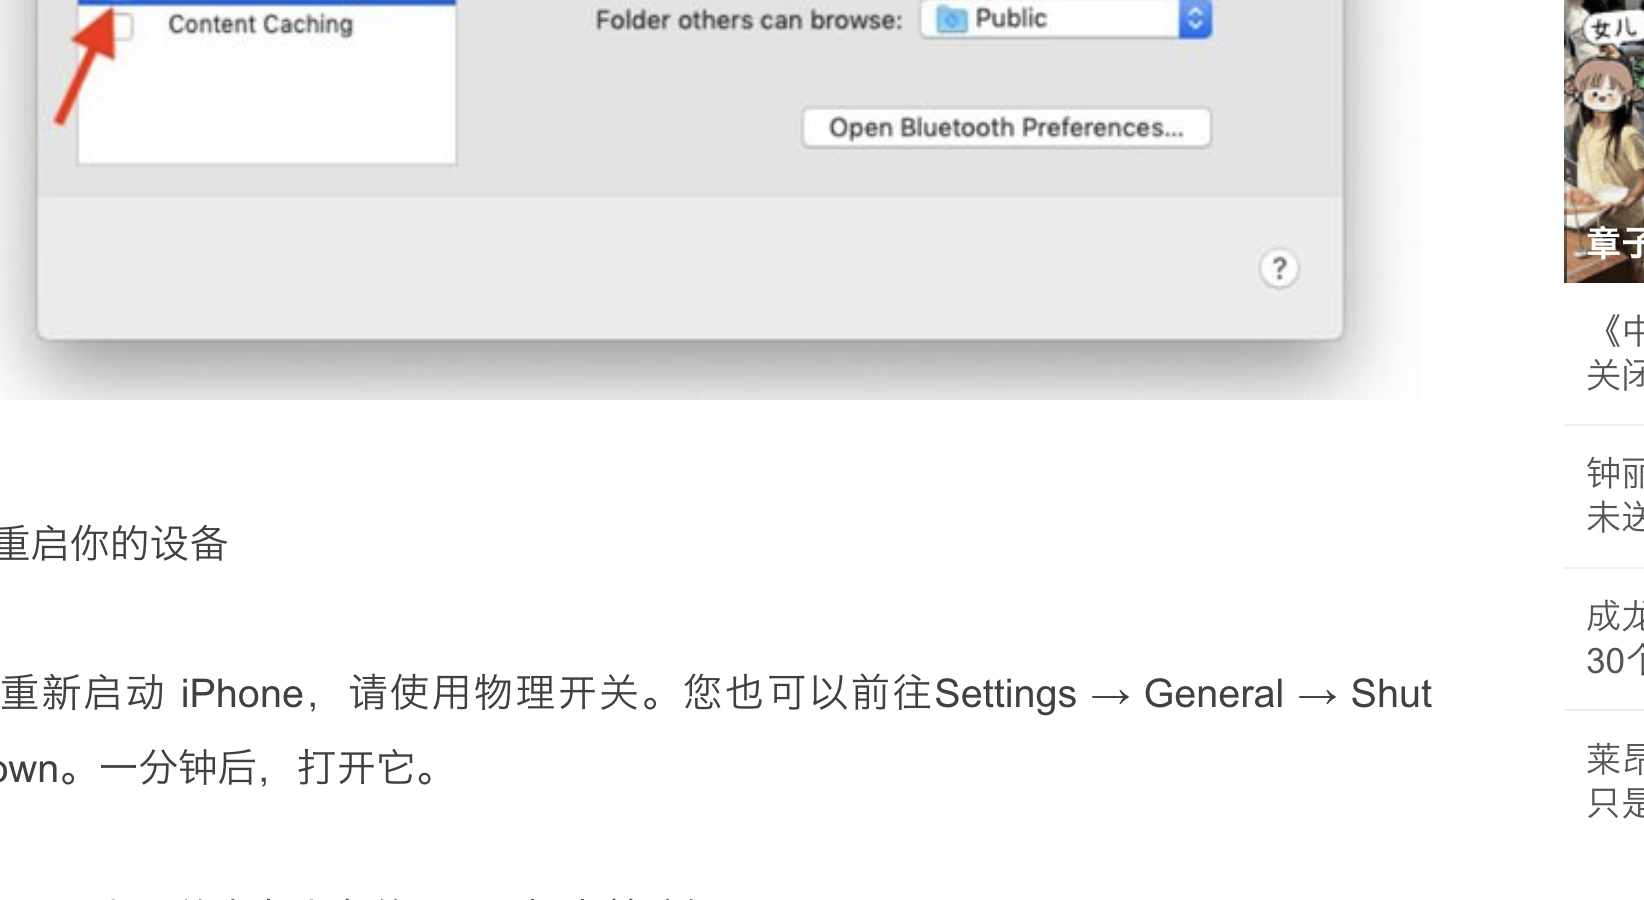 Content Caching
Folder others can browse:
Public
Open Bluetooth Preferences...
?
重启你的设备
重新启动 iPhone，请使用物理开关。您也可以前往Settings → General → Shut
own。一分钟后，打开它。
女儿
章子
《中
关闭
钟丽
未送
成龙
30个
莱昂
只是